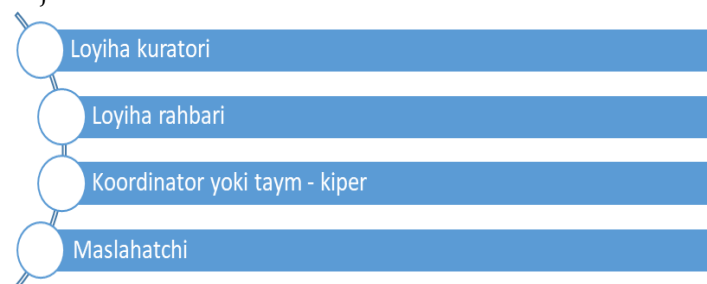 Loyiha kuratori
Loyiha rahbari
Koordinator yoki taym - kiper
Maslahatchi